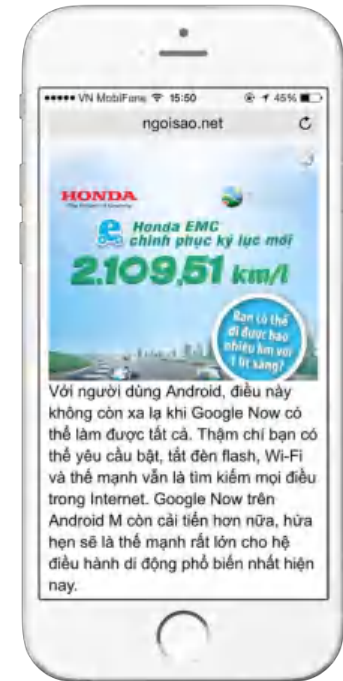 VN MobiFone 15:50 45%
ngoisao.net
HONDA
Honda EMC
chinh phục kỷ lục mới
2.109,51 km/l
Bạn có thể
đi được bao
nhiêu km với
1 lít xăng?
Với người dùng Android, điều này
không còn xa lạ khi Google Now có
thể làm được tất cả. Thậm chí bạn có
thể yêu cầu bật, tắt đèn flash, Wi-Fi
và thế mạnh vẫn là tìm kiếm mọi điều
trong Internet. Google Now trên
Android M còn cải tiến hơn nữa, hứa
hẹn sẽ là thế mạnh rất lớn cho hệ
điều hành di động phổ biến nhất hiện
nay.